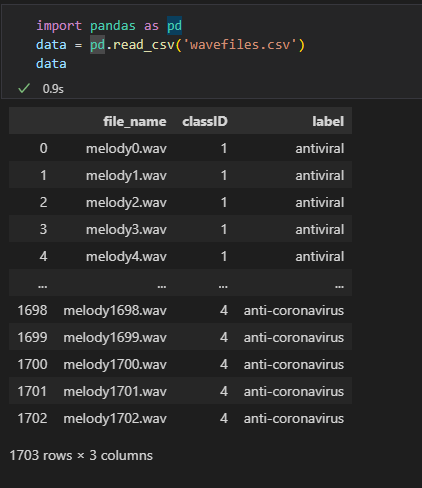 import pandas as pd
data = pd.read_csv('wavefiles.csv')
data
0.9s
file_name classID label
0 melody0.wav 1 antiviral
1 melody1.wav 1 antiviral
2 melody2.wav 1 antiviral
3 melody3.wav 1 antiviral
4 melody4.wav 1 antiviral
... ... ... ...
1698 melody1698.wav 4 anti-coronavirus
1699 melody1699.wav 4 anti-coronavirus
1700 melody1700.wav 4 anti-coronavirus
1701 melody1701.wav 4 anti-coronavirus
1702 melody1702.wav 4 anti-coronavirus
1703 rows × 3 columns